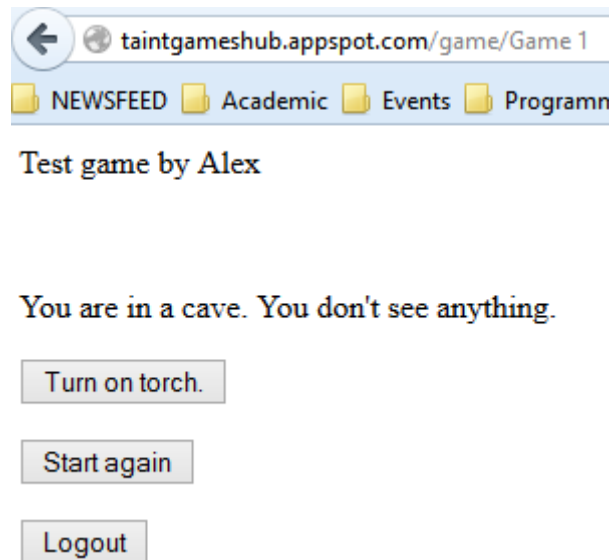 taintgameshub.appspot.com/game/Game 1
NEWSFEED Academic Events Programm
Test game by Alex
You are in a cave. You don't see anything.
Turn on torch.
Start again
Logout